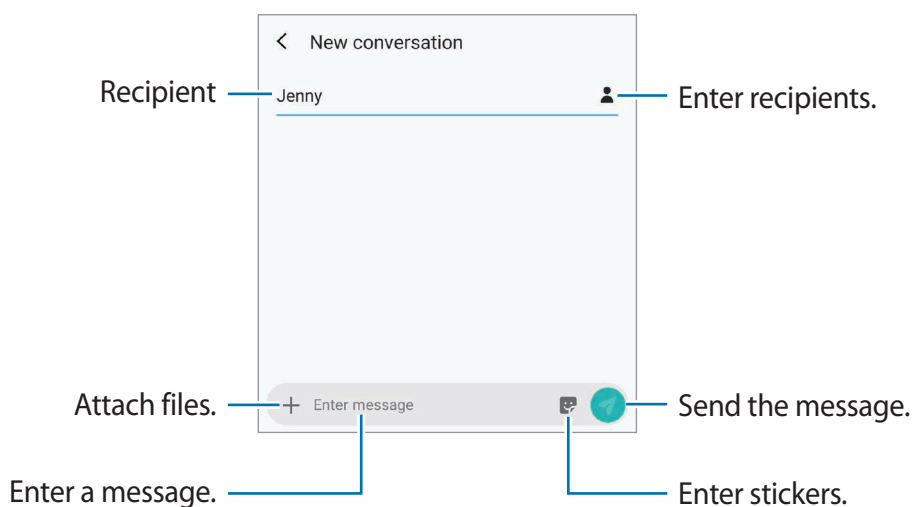 New conversation
Recipient
Jenny
Enter recipients.
Attach files.
Enter message
Send the message.
Enter a message.
Enter stickers.